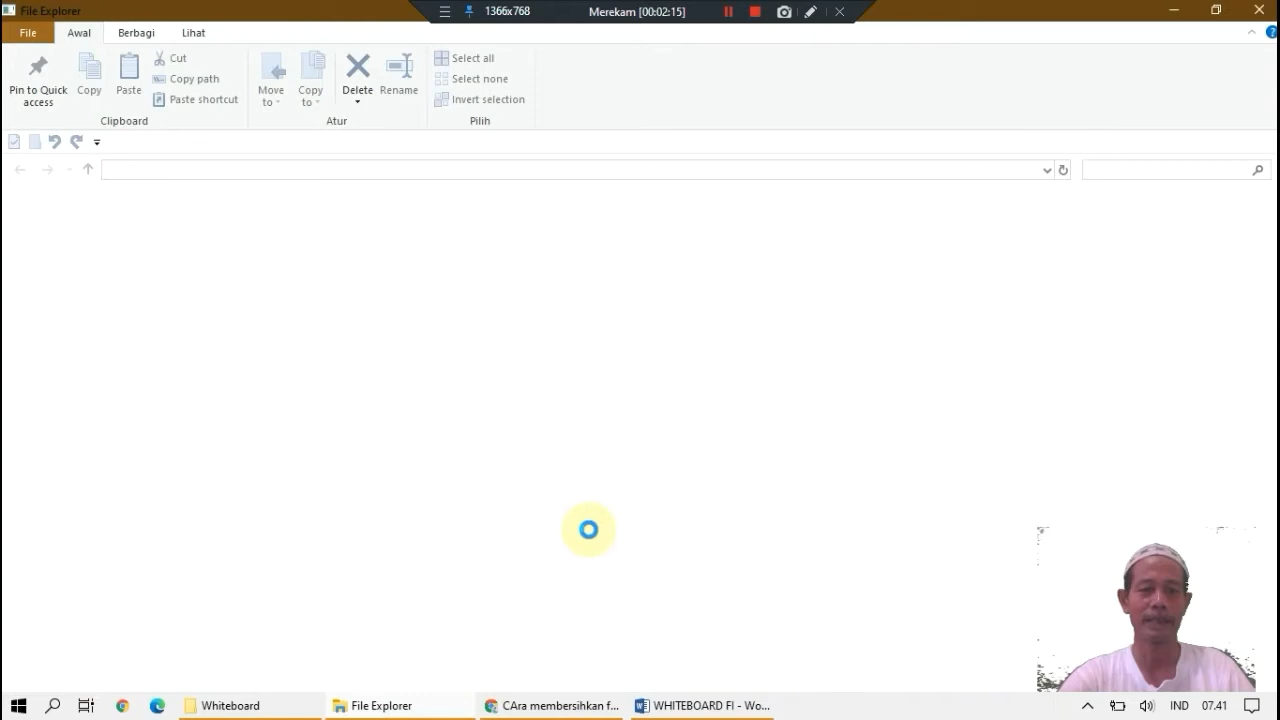 File Explorer
1366x768
Merekam [00:02:15]
File
Awal
Berbagi
Lihat
Pin to Quick access
Copy
Paste
Cut
Copy path
Paste shortcut
Move to
Copy to
Delete
Rename
Select all
Select none
Invert selection
Clipboard
Atur
Pilih
Whiteboard
File Explorer
CAra membersihkan f...
WHITEBOARD FI - Wo...
IND
07.41